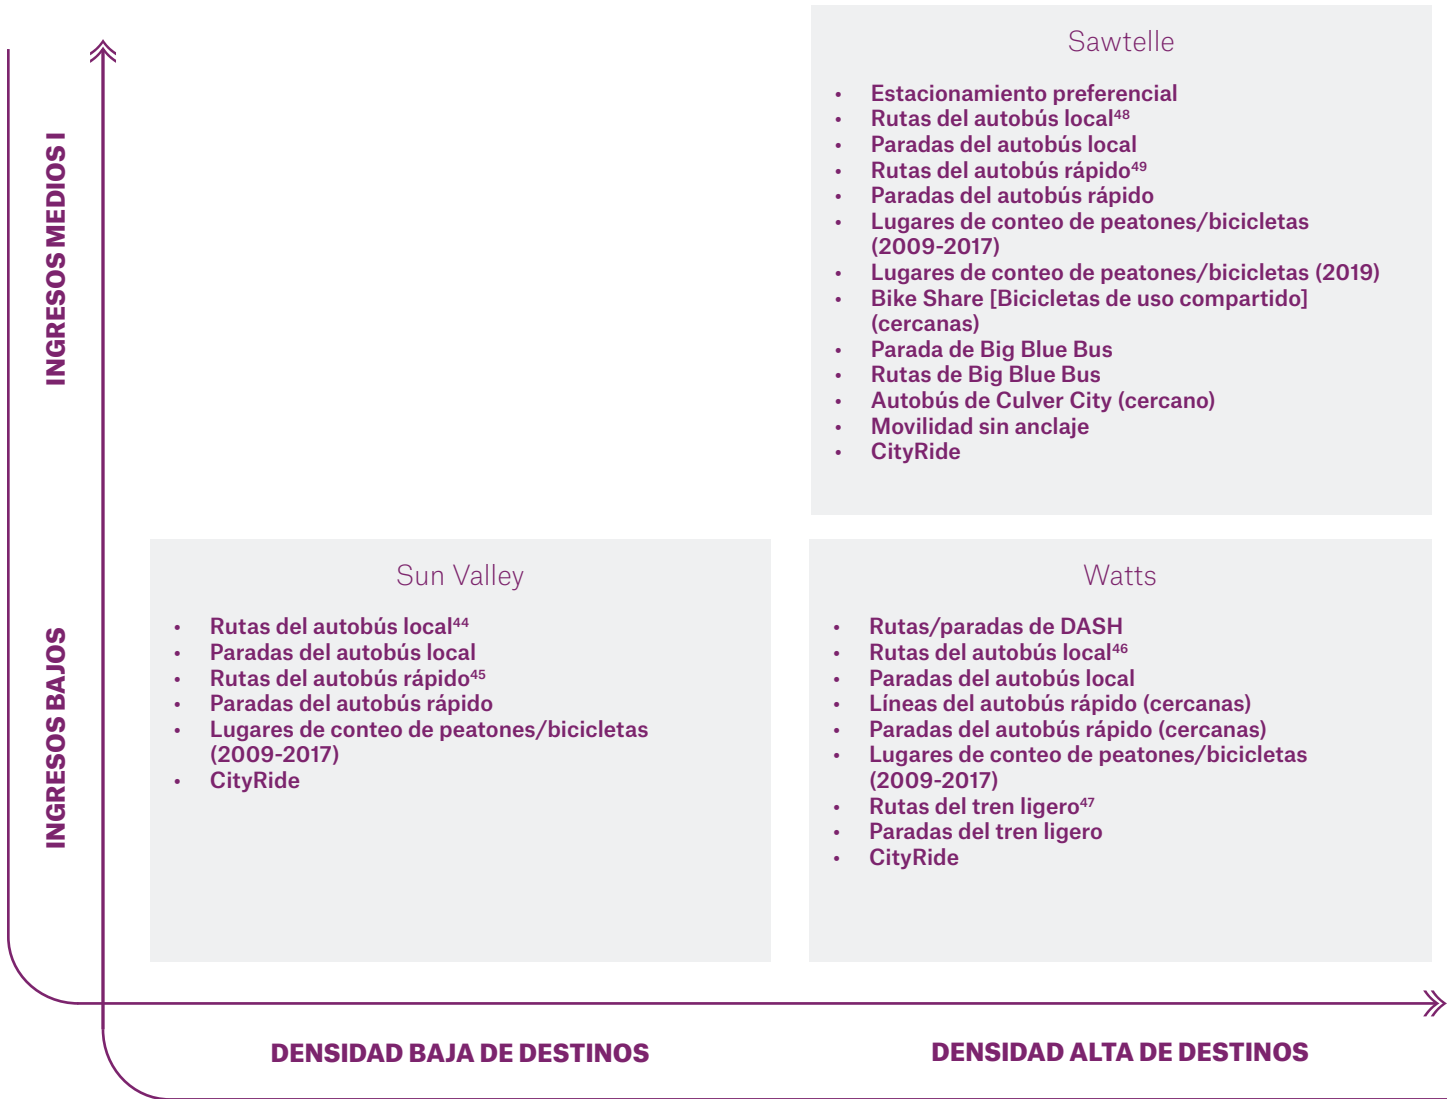 Sawtelle
• Estacionamiento preferencial
• Rutas del autobús local⁴⁸
• Paradas del autobús local
• Rutas del autobús rápido⁴⁹
• Paradas del autobús rápido
• Lugares de conteo de peatones/bicicletas
(2009-2017)
• Lugares de conteo de peatones/bicicletas (2019)
• Bike Share [Bicicletas de uso compartido]
(cercanas)
• Parada de Big Blue Bus
• Rutas de Big Blue Bus
• Autobús de Culver City (cercano)
• Movilidad sin anclaje
• CityRide
INGRESOS MEDIOS I
Sun Valley
• Rutas del autobús local⁴⁴
• Paradas del autobús local
• Rutas del autobús rápido⁴⁵
• Paradas del autobús rápido
• Lugares de conteo de peatones/bicicletas
(2009-2017)
• CityRide
Watts
• Rutas/paradas de DASH
• Rutas del autobús local⁴⁶
• Paradas del autobús local
• Líneas del autobús rápido (cercanas)
• Paradas del autobús rápido (cercanas)
• Lugares de conteo de peatones/bicicletas
(2009-2017)
• Rutas del tren ligero⁴⁷
• Paradas del tren ligero
• CityRide
INGRESOS BAJOS
DENSIDAD BAJA DE DESTINOS
DENSIDAD ALTA DE DESTINOS